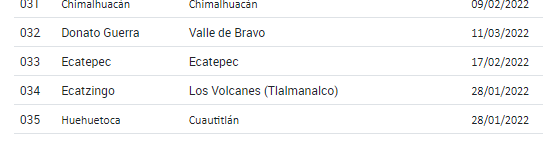 031 Chimalhuacán Chimalhuacán 09/02/2022
032 Donato Guerra Valle de Bravo 11/03/2022
033 Ecatepec Ecatepec 17/02/2022
034 Ecatzingo Los Volcanes (Tlalmanalco) 28/01/2022
035 Huehuetoca Cuautitlán 28/01/2022